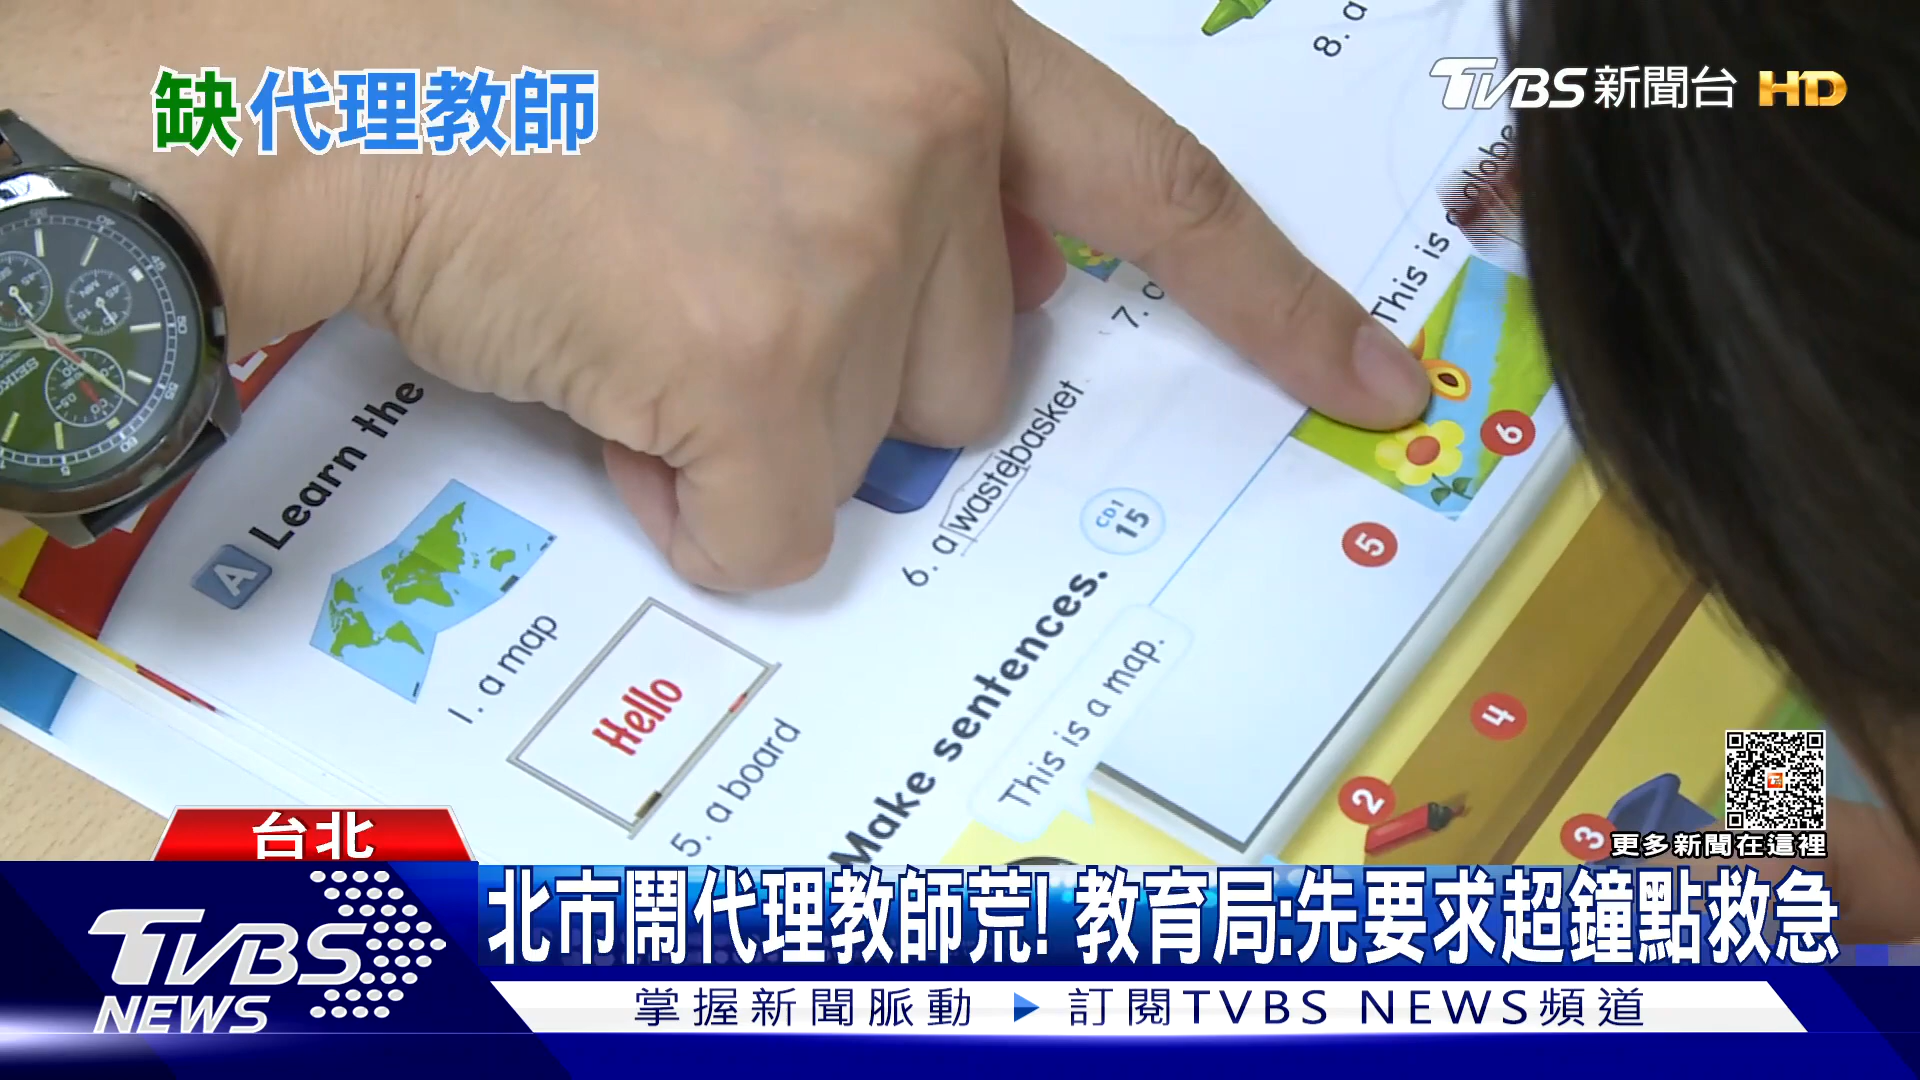 缺代理教師
TVBS新聞台 HD
8. a
This is a globe
7. a
A Learn the
6. a wastebasket
CD1
15
1. a map
Hello
5. a board
Make sentences.
This is a map.
6
5
4
2
3
SEIKO
更多新聞在這裡
台北
北市鬧代理教師荒! 教育局:先要求超鐘點救急
TVBS
NEWS
掌握新聞脈動 ▶ 訂閱TVBS NEWS頻道